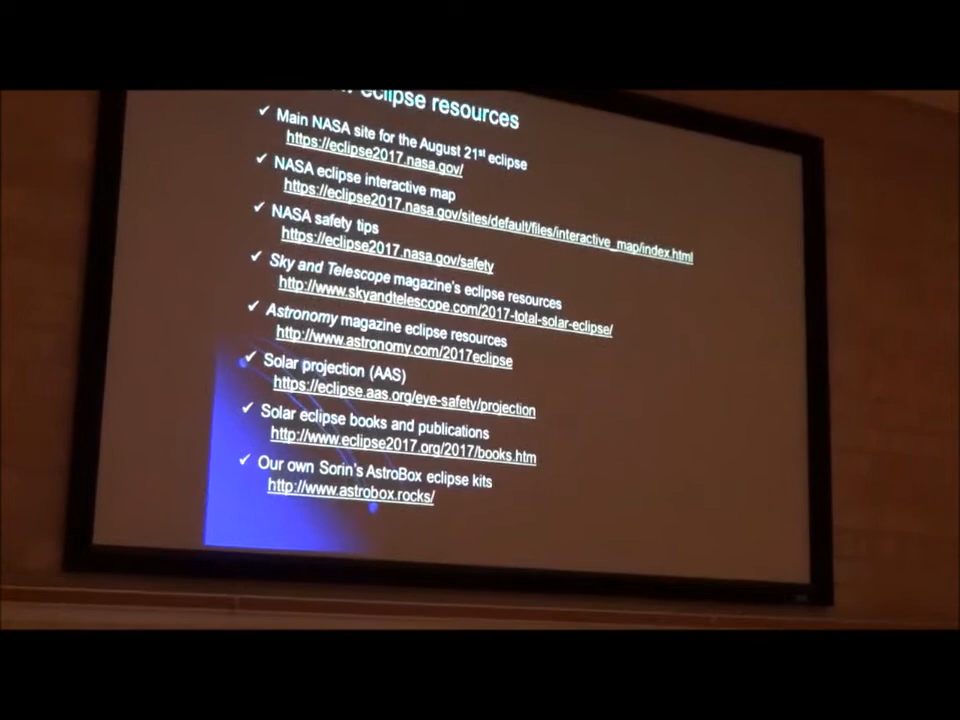 eclipse resources
✓ Main NASA site for the August 21st eclipse
https://eclipse2017.nasa.gov/
✓ NASA eclipse interactive map
https://eclipse2017.nasa.gov/sites/default/files/interactive_map/index.html
✓ NASA safety tips
https://eclipse2017.nasa.gov/safety
✓ Sky and Telescope magazine's eclipse resources
http://www.skyandtelescope.com/2017-total-solar-eclipse/
✓ Astronomy magazine eclipse resources
http://www.astronomy.com/2017eclipse
✓ Solar projection (AAS)
https://eclipse.aas.org/eye-safety/projection
✓ Solar eclipse books and publications
http://www.eclipse2017.org/2017/books.htm
✓ Our own Sorin's AstroBox eclipse kits
http://www.astrobox.rocks/